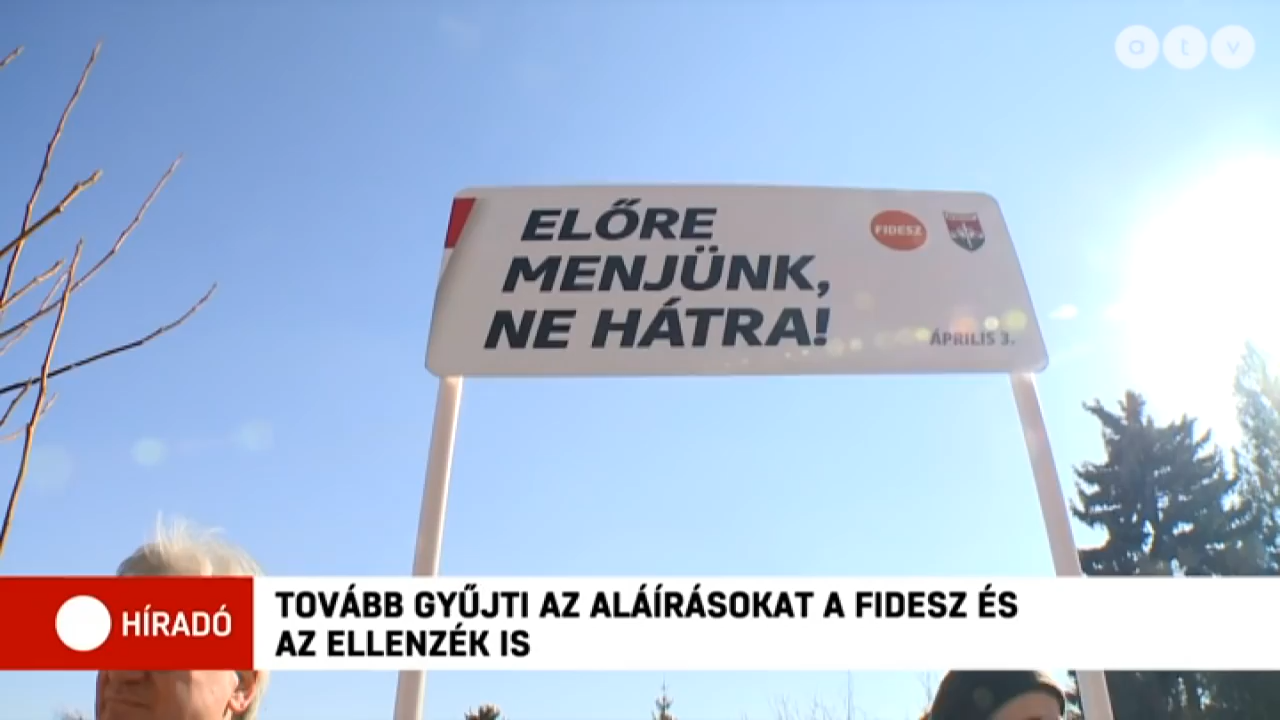 atv
ELŐRE
MENJÜNK,
NE HÁTRA!
FIDESZ
ÁPRILIS 3.
HÍRADÓ
TOVÁBB GYŰJTI AZ ALÁÍRÁSOKAT A FIDESZ ÉS
AZ ELLENZÉK IS